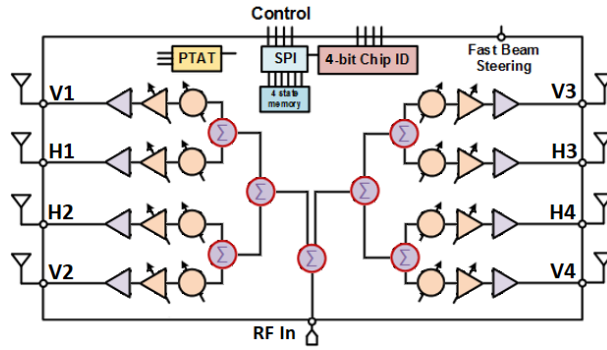 Control
PTAT
SPI
4-bit Chip ID
Fast Beam
Steering
4 state
memory
V1
V3
Σ
Σ
H1
H3
Σ
Σ
H2
H4
Σ
Σ
Σ
V2
V4
RF In